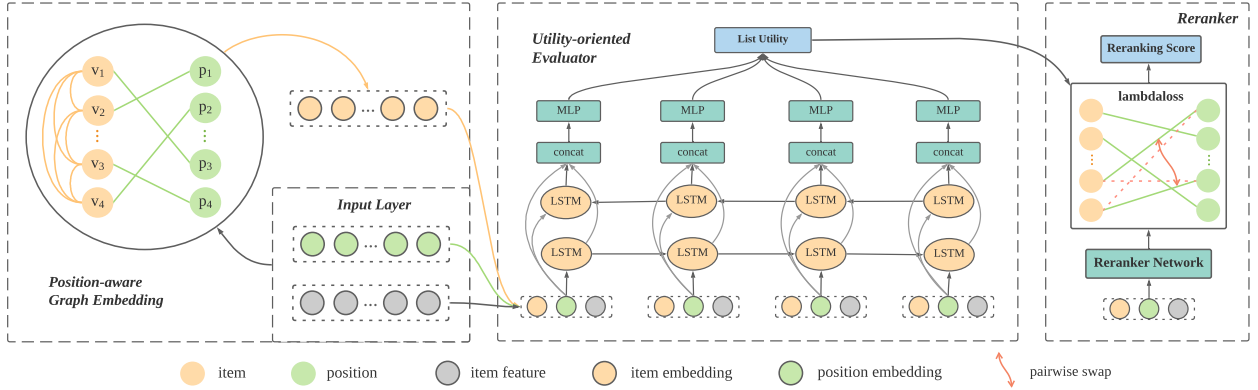 v1
v2
v3
v4
p1
p2
p3
p4
Position-aware
Graph Embedding
Input Layer
Utility-oriented
Evaluator
List Utility
MLP MLP MLP MLP
concat concat concat concat
LSTM LSTM LSTM LSTM
LSTM LSTM LSTM LSTM
Reranker
Reranking Score
lambdaloss
Reranker Network
item position item feature item embedding position embedding pairwise swap